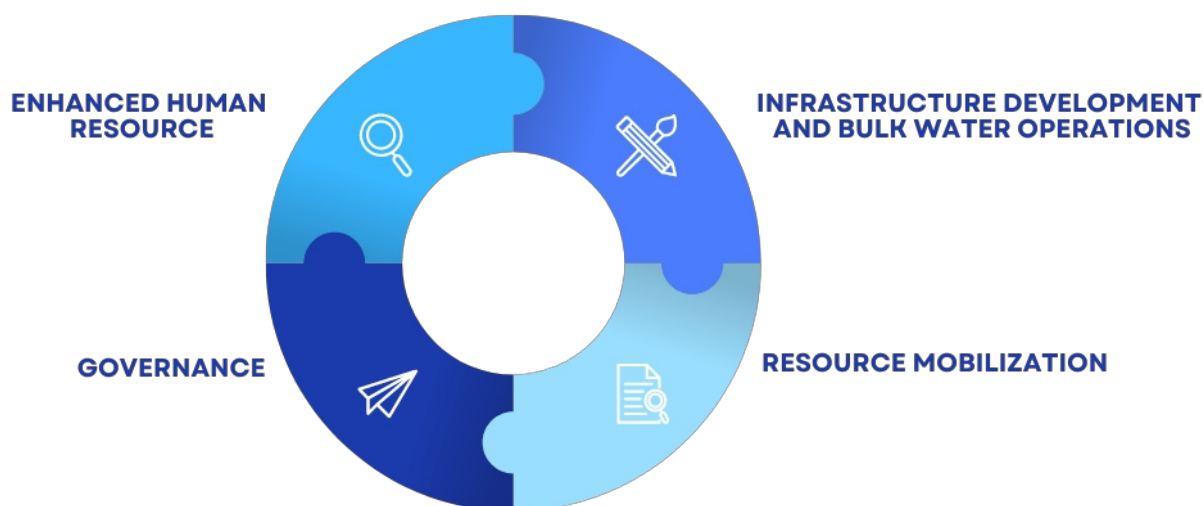 ENHANCED HUMAN
RESOURCE
INFRASTRUCTURE DEVELOPMENT
AND BULK WATER OPERATIONS
GOVERNANCE
RESOURCE MOBILIZATION